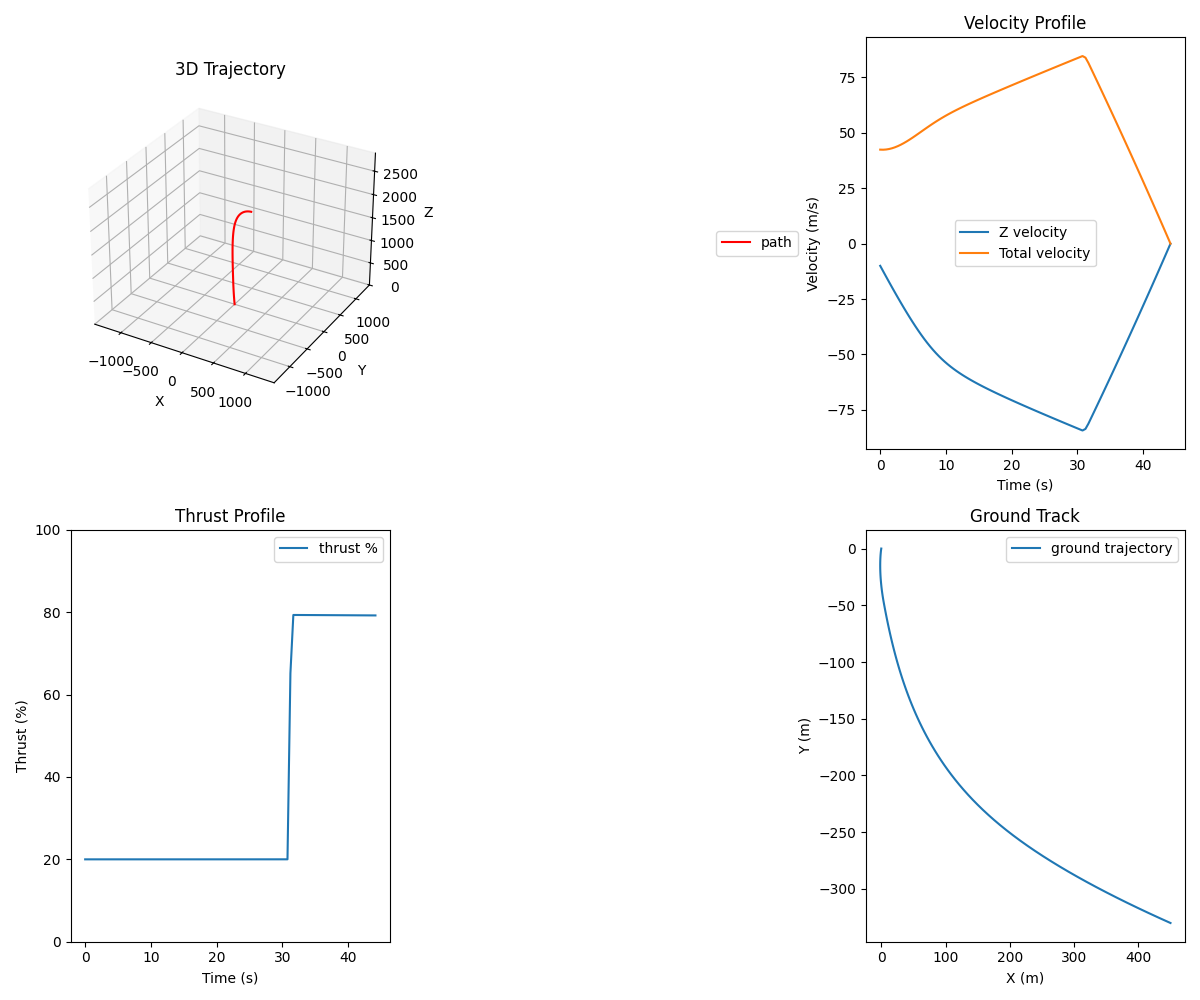 3D Trajectory
2500
2000
1500
1000
500
0
Z
−1000
−500
0
500
1000
X
1000
500
0
−500
−1000
Y
path
Velocity Profile
75
50
25
0
−25
−50
−75
Velocity (m/s)
Z velocity
Total velocity
0 10 20 30 40
Time (s)
Thrust Profile
100
80
60
40
20
0
Thrust (%)
thrust %
0 10 20 30 40
Time (s)
Ground Track
0
−50
−100
−150
−200
−250
−300
Y (m)
ground trajectory
0 100 200 300 400
X (m)